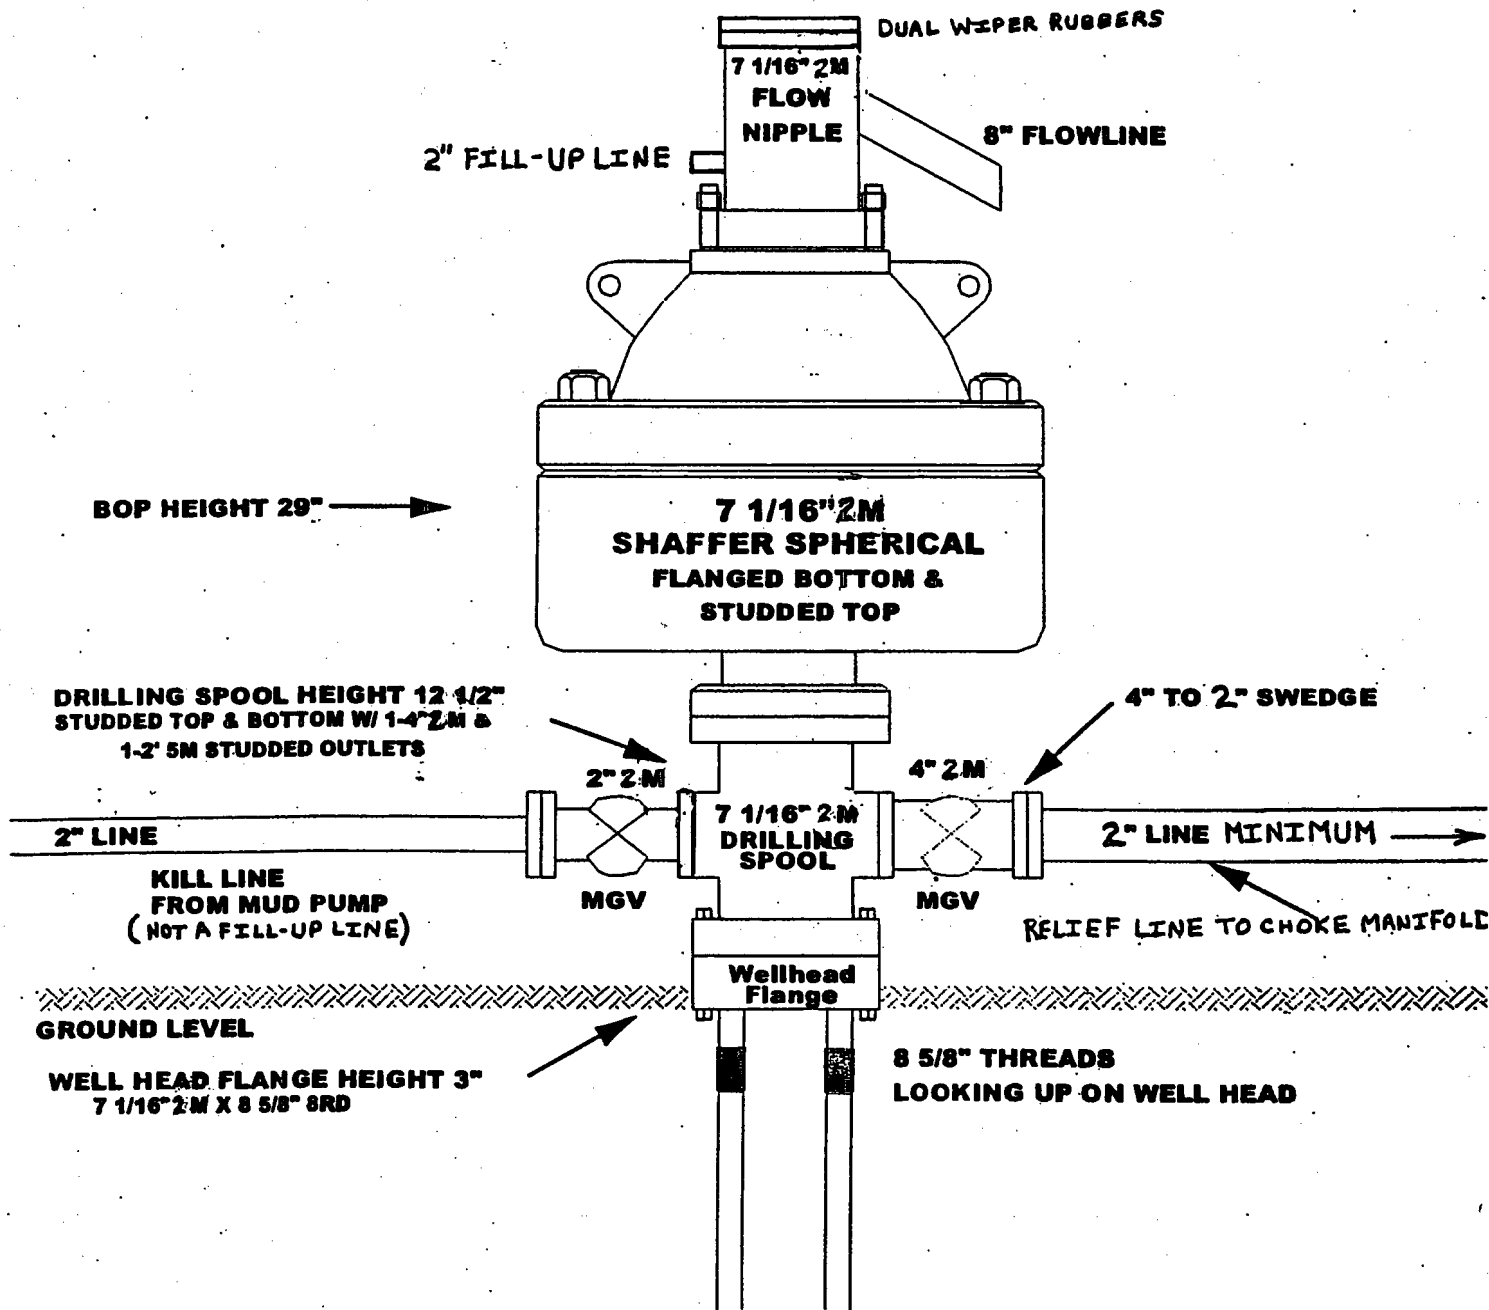 DUAL WIPER RUBBERS
7 1/16" 2M
FLOW
NIPPLE
8" FLOWLINE
2" FILL-UP LINE
BOP HEIGHT 29"
7 1/16" 2M
SHAFFER SPHERICAL
FLANGED BOTTOM &
STUDDED TOP
DRILLING SPOOL HEIGHT 12 1/2"
STUDDED TOP & BOTTOM W/ 1-4" 2M &
1-2' 5M STUDDED OUTLETS
4" TO 2" SWEDGE
2" 2M
4" 2M
7 1/16" 2M
DRILLING
SPOOL
2" LINE
2" LINE MINIMUM
KILL LINE
FROM MUD PUMP
(NOT A FILL-UP LINE)
MGV
MGV
RELIEF LINE TO CHOKE MANIFOLD
Wellhead
Flange
GROUND LEVEL
WELL HEAD FLANGE HEIGHT 3"
7 1/16" 2M X 8 5/8" 8RD
8 5/8" THREADS
LOOKING UP ON WELL HEAD